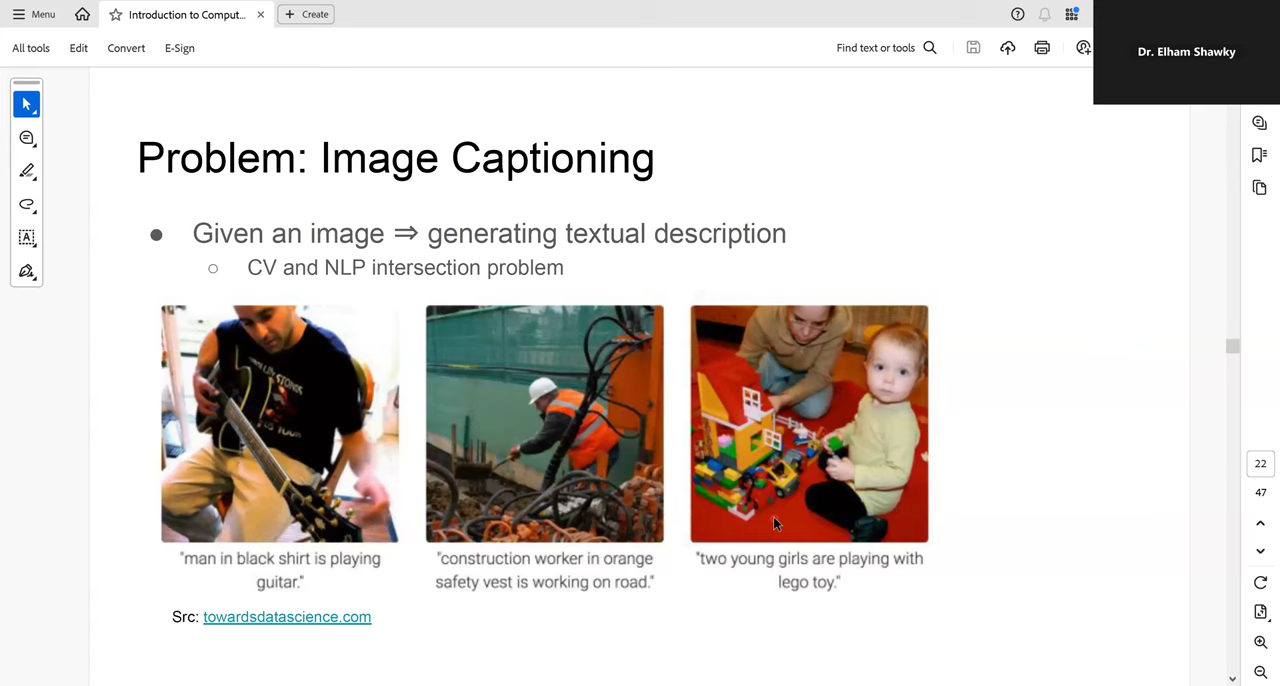 Menu
Introduction to Comput...
Create
All tools
Edit
Convert
E-Sign
Find text or tools
Dr. Elham Shawky
Problem: Image Captioning
● Given an image ⇒ generating textual description
○ CV and NLP intersection problem
"man in black shirt is playing
guitar."
"construction worker in orange
safety vest is working on road."
"two young girls are playing with
lego toy."
Src: towardsdatascience.com
22
47